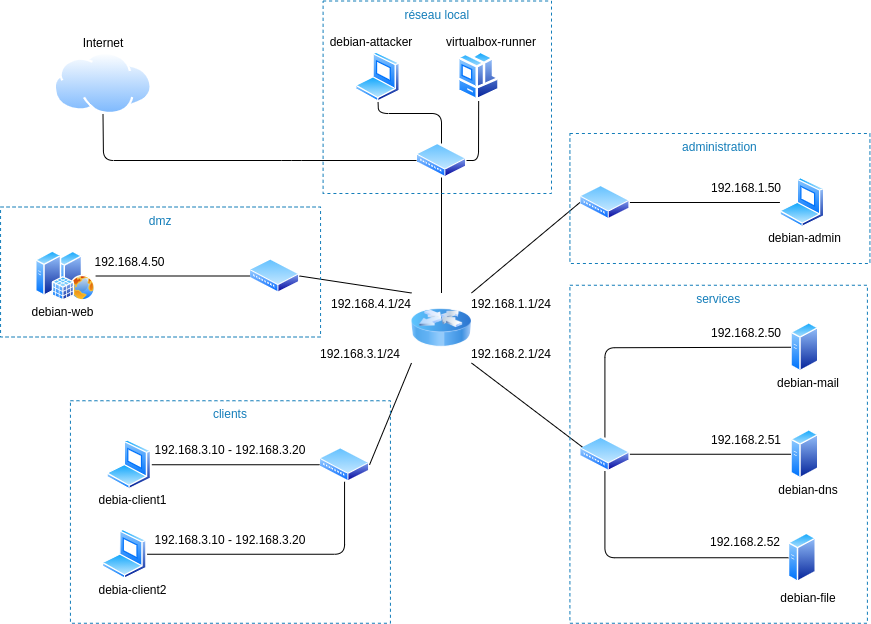 réseau local
Internet
debian-attacker
virtualbox-runner
administration
192.168.1.50
debian-admin
dmz
192.168.4.50
debian-web
192.168.4.1/24
192.168.1.1/24
192.168.3.1/24
192.168.2.1/24
services
192.168.2.50
debian-mail
192.168.2.51
debian-dns
192.168.2.52
debian-file
clients
192.168.3.10 - 192.168.3.20
debia-client1
192.168.3.10 - 192.168.3.20
debia-client2